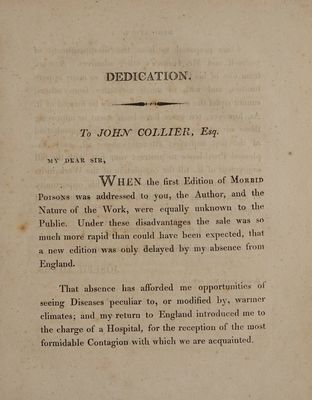 DEDICATION.
To JOHN COLLIER, Esq.
MY DEAR SIR,
WHEN the first Edition of MORBID
POISONS was addressed to you, the Author, and the
Nature of the Work, were equally unknown to the
Public. Under these disadvantages the sale was so
much more rapid than could have been expected, that
a new edition was only delayed by my absence from
England.
That absence has afforded me opportunities of
seeing Diseases peculiar to, or modified by, warmer
climates; and my return to England introduced me to
the charge of a Hospital, for the reception of the most
formidable Contagion with which we are acquainted.